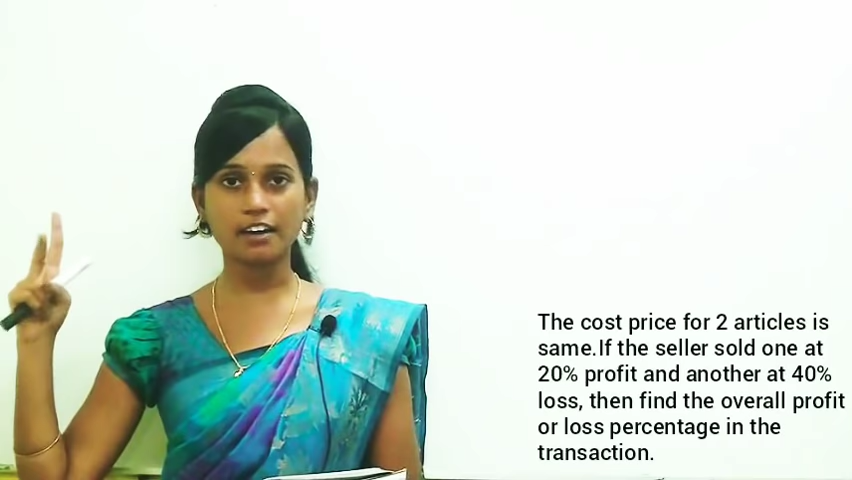 The cost price for 2 articles is
same.If the seller sold one at
20% profit and another at 40%
loss, then find the overall profit
or loss percentage in the
transaction.